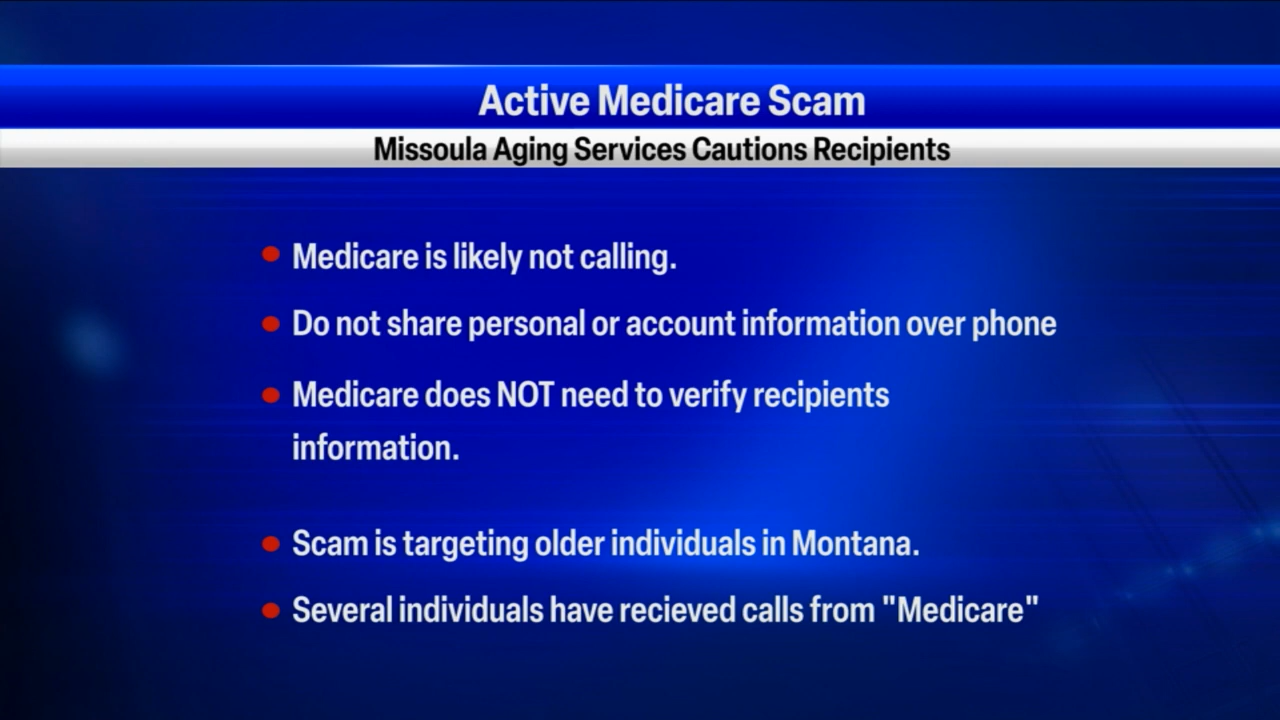 Active Medicare Scam
Missoula Aging Services Cautions Recipients
Medicare is likely not calling.
Do not share personal or account information over phone
Medicare does NOT need to verify recipients
information.
Scam is targeting older individuals in Montana.
Several individuals have recieved calls from "Medicare"